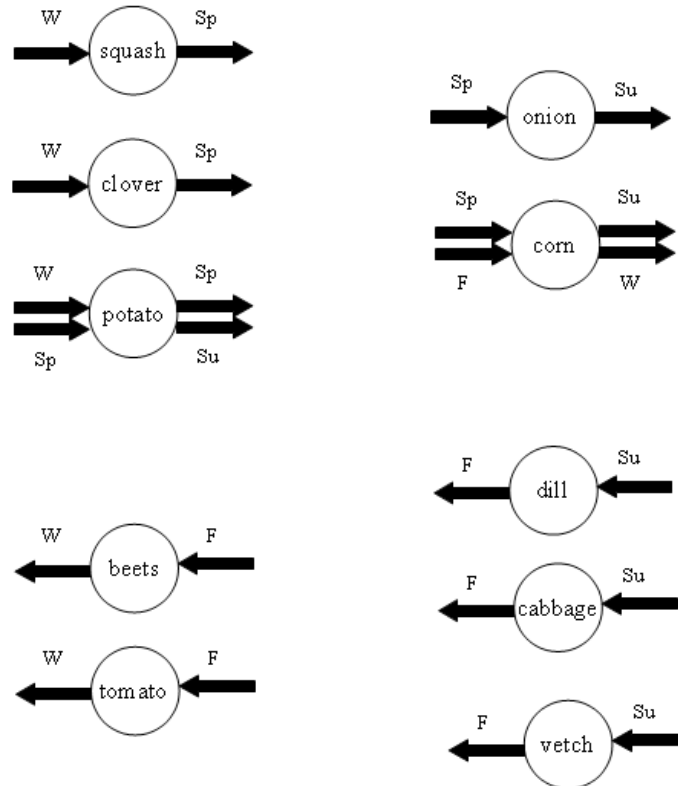 W Sp
squash
Sp Su
onion
W Sp
clover
Sp Su
corn
F W
W Sp
potato
Sp Su
F Su
dill
W F
beets
F Su
cabbage
W F
tomato
F Su
vetch